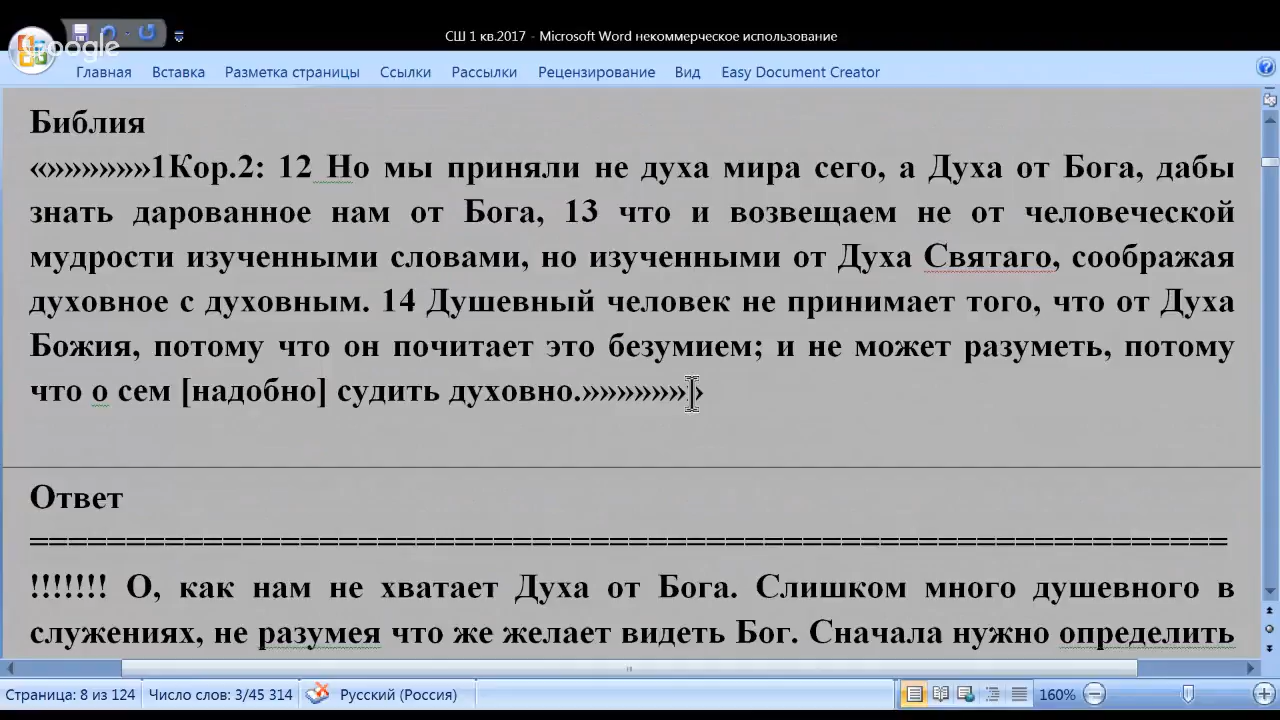 Google
СШ 1 кв.2017 - Microsoft Word некоммерческое использование
Главная Вставка Разметка страницы Ссылки Рассылки Рецензирование Вид Easy Document Creator
Библия
«»»»»»»1Кор.2: 12 Но мы приняли не духа мира сего, а Духа от Бога, дабы
знать дарованное нам от Бога, 13 что и возвещаем не от человеческой
мудрости изученными словами, но изученными от Духа Святаго, соображая
духовное с духовным. 14 Душевный человек не принимает того, что от Духа
Божия, потому что он почитает это безумием; и не может разуметь, потому
что о сем [надобно] судить духовно.»»»»»»»
Ответ
==============================================================
!!!!!!! О, как нам не хватает Духа от Бога. Слишком много душевного в
служениях, не разумея что же желает видеть Бог. Сначала нужно определить
Страница: 8 из 124 Число слов: 3/45 314 Русский (Россия) 160%